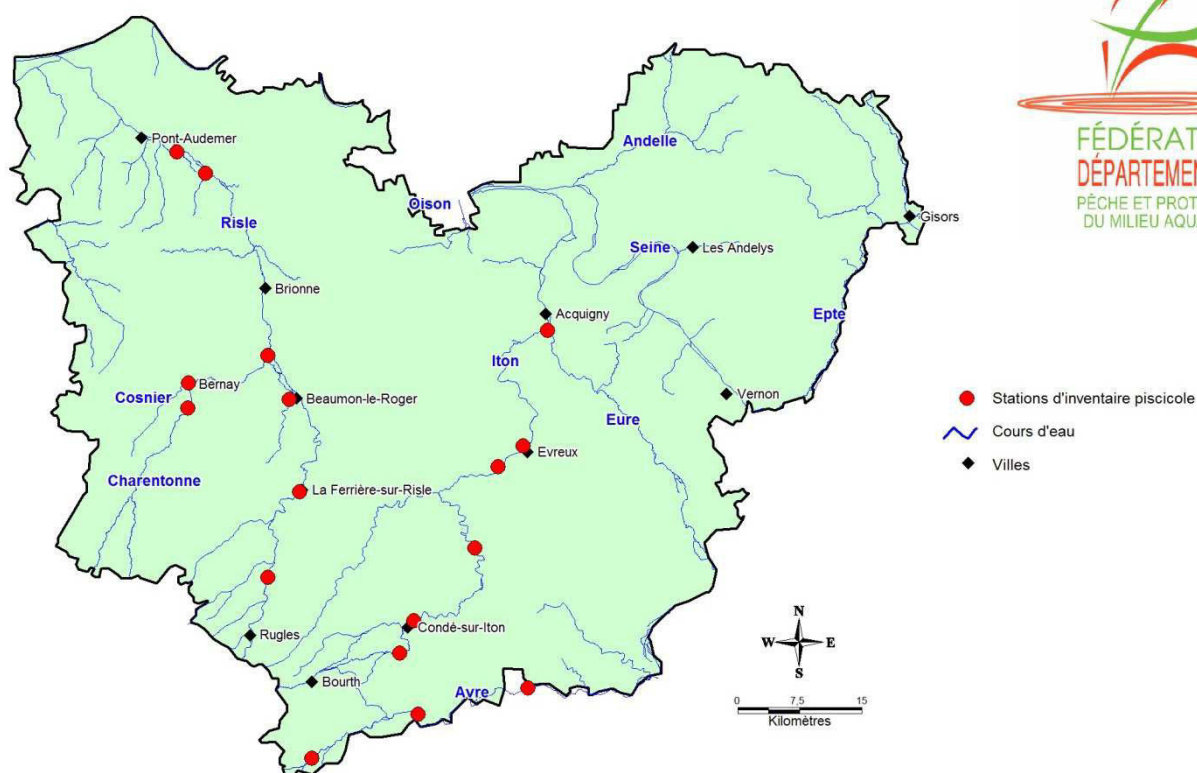 FÉDÉRAT
DÉPARTEMEN
PÊCHE ET PROT
DU MILIEU AQU
Pont-Audemer
Andelle
Oison
Gisors
Risle
Seine
Les Andelys
Brionne
Acquigny
Epte
Iton
Bernay
Cosnier
Beaumon-le-Roger
Vernon
Eure
Stations d'inventaire piscicole
Cours d'eau
Villes
Evreux
Charentonne
La Ferrière-sur-Risle
Condé-sur-Iton
Rugles
Bourth
Avre
N
W E
S
0 7,5 15
Kilomètres